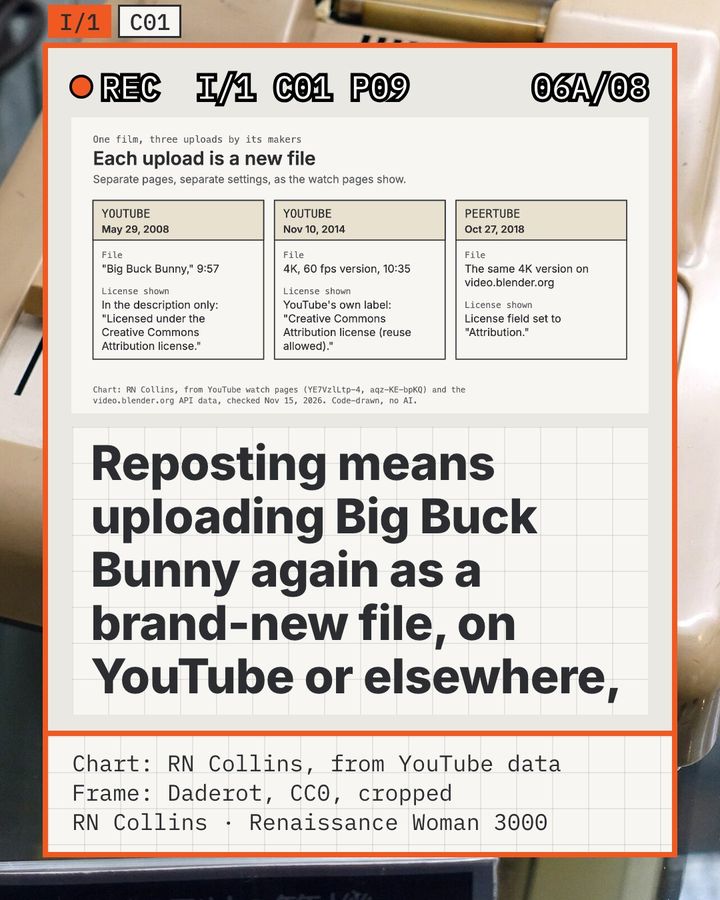 I/1 C01
REC I/1 C01 P09 06A/08
One film, three uploads by its makers
Each upload is a new file
Separate pages, separate settings, as the watch pages show.
YOUTUBE
May 29, 2008
File
"Big Buck Bunny," 9:57
License shown
In the description only:
"Licensed under the
Creative Commons
Attribution license."
YOUTUBE
Nov 10, 2014
File
4K, 60 fps version, 10:35
License shown
YouTube's own label:
"Creative Commons
Attribution license (reuse
allowed)."
PEERTUBE
Oct 27, 2018
File
The same 4K version on
video.blender.org
License shown
License field set to
"Attribution."
Chart: RN Collins, from YouTube watch pages (YE7VzlLtp-4, aqz-KE-bpKQ) and the
video.blender.org API data, checked Nov 15, 2026. Code-drawn, no AI.
Reposting means
uploading Big Buck
Bunny again as a
brand-new file, on
YouTube or elsewhere,
Chart: RN Collins, from YouTube data
Frame: Daderot, CC0, cropped
RN Collins · Renaissance Woman 3000